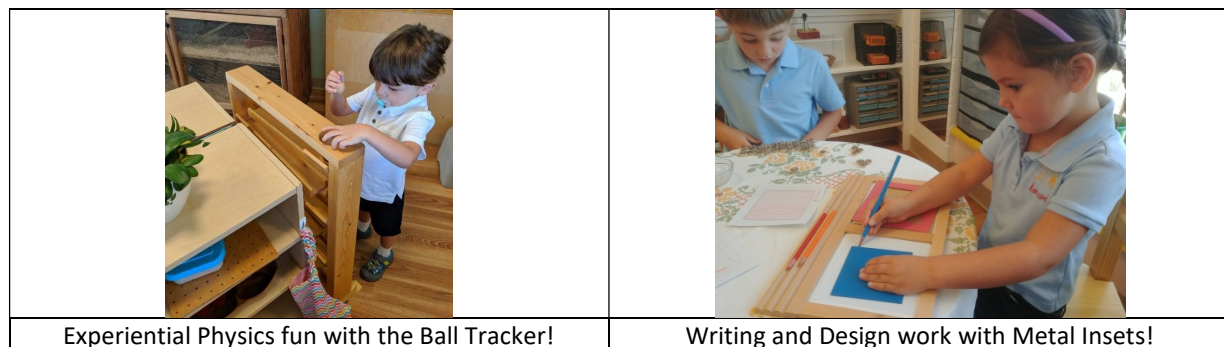 Experiential Physics fun with the Ball Tracker!
Writing and Design work with Metal Insets!